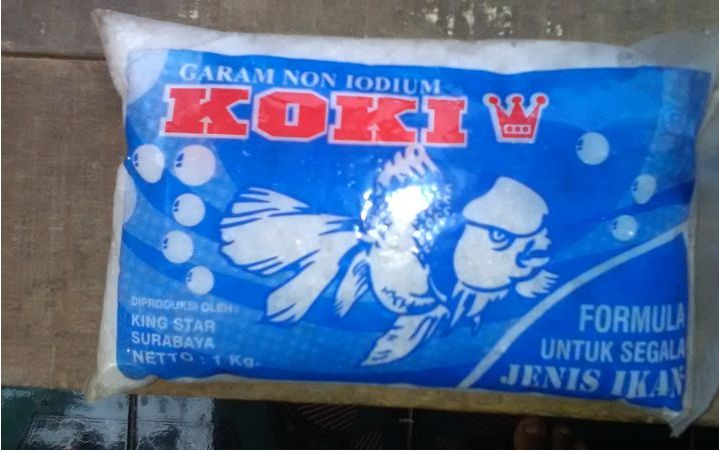 GARAM NON IODIUM
KOKI
DIPRODUKSI OLEH :
KING STAR
SURABAYA
NETTO : 1 Kg.
FORMULA
UNTUK SEGALA
JENIS IKAN